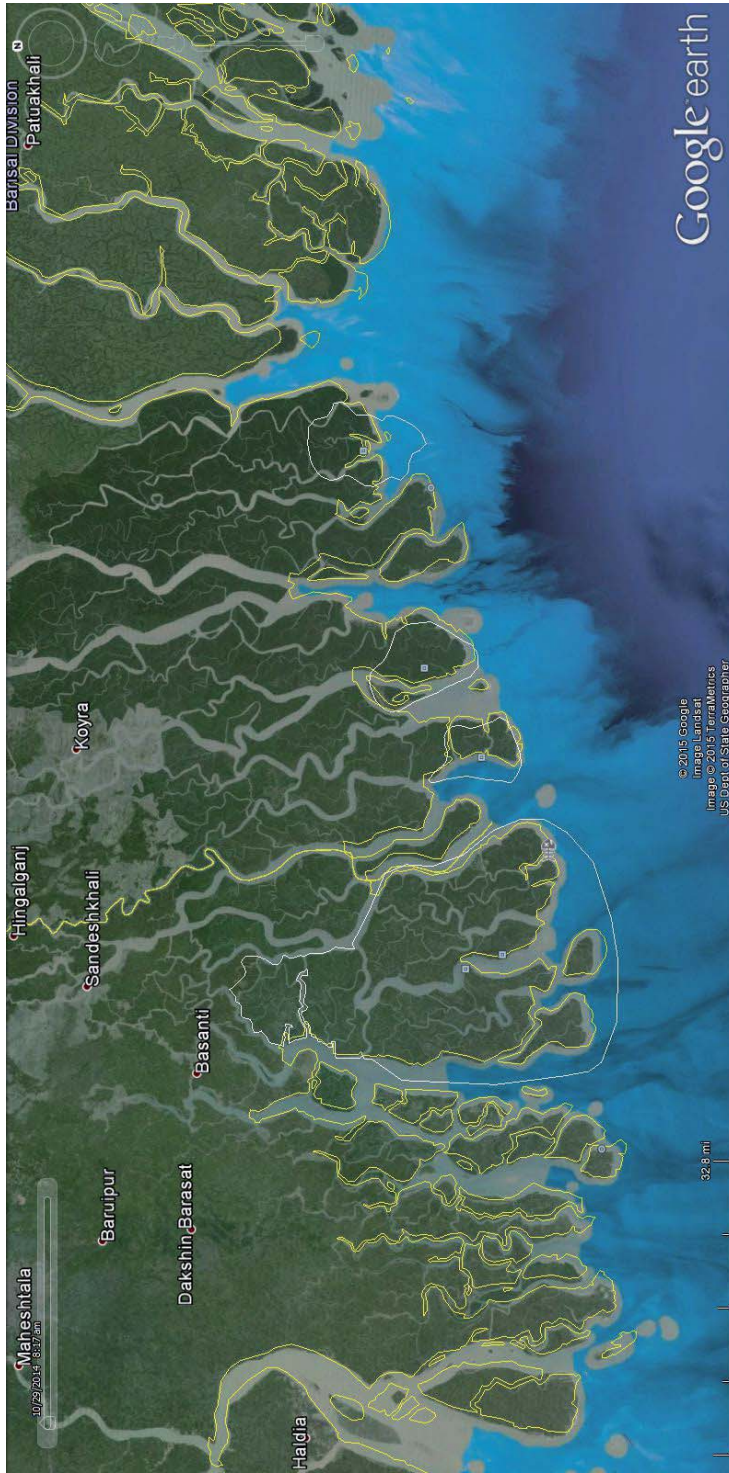 Maheshtala
10/29/2014 8:17 am
Baruipur
Dakshin Barasat
Haldia
Basanti
Sandeshkhali
Hingalganj
Koyra
Barisal Division
Patuakhali
N
32.8 mi
© 2015 Google
Image Landsat
Image © 2015 TerraMetrics
US Dept of State Geographer
Google earth